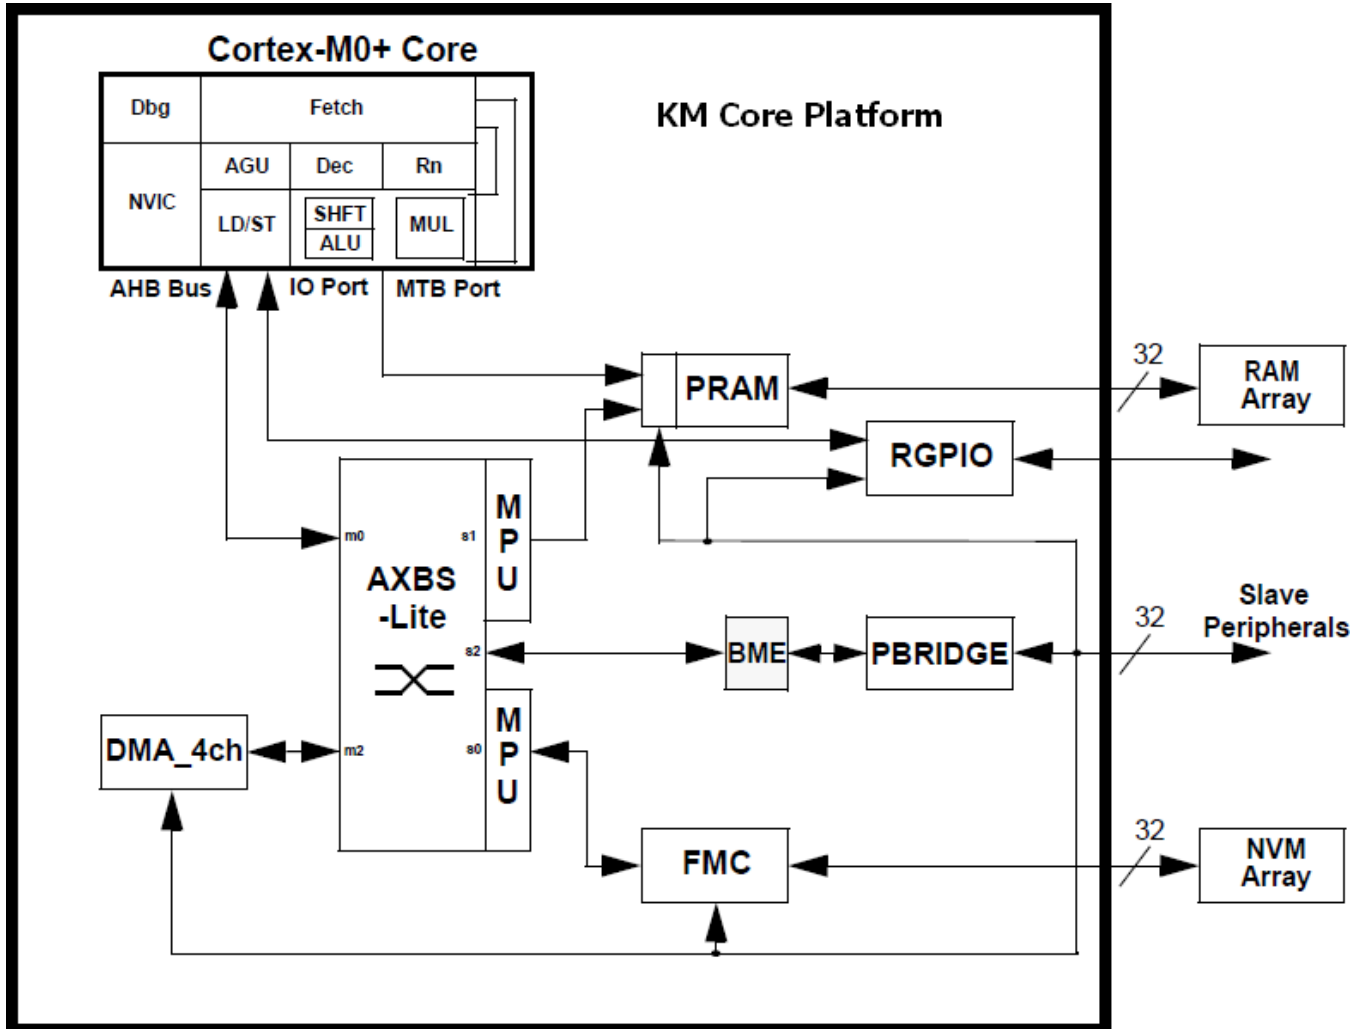 Cortex-M0+ Core
KM Core Platform
Dbg
Fetch
AGU
Dec
Rn
NVIC
LD/ST
SHFT
ALU
MUL
AHB Bus
IO Port
MTB Port
PRAM
32
RAM
Array
RGPIO
m0
s1
M
P
U
AXBS
-Lite
s2
BME
PBRIDGE
32
Slave
Peripherals
DMA_4ch
m2
s0
M
P
U
FMC
32
NVM
Array